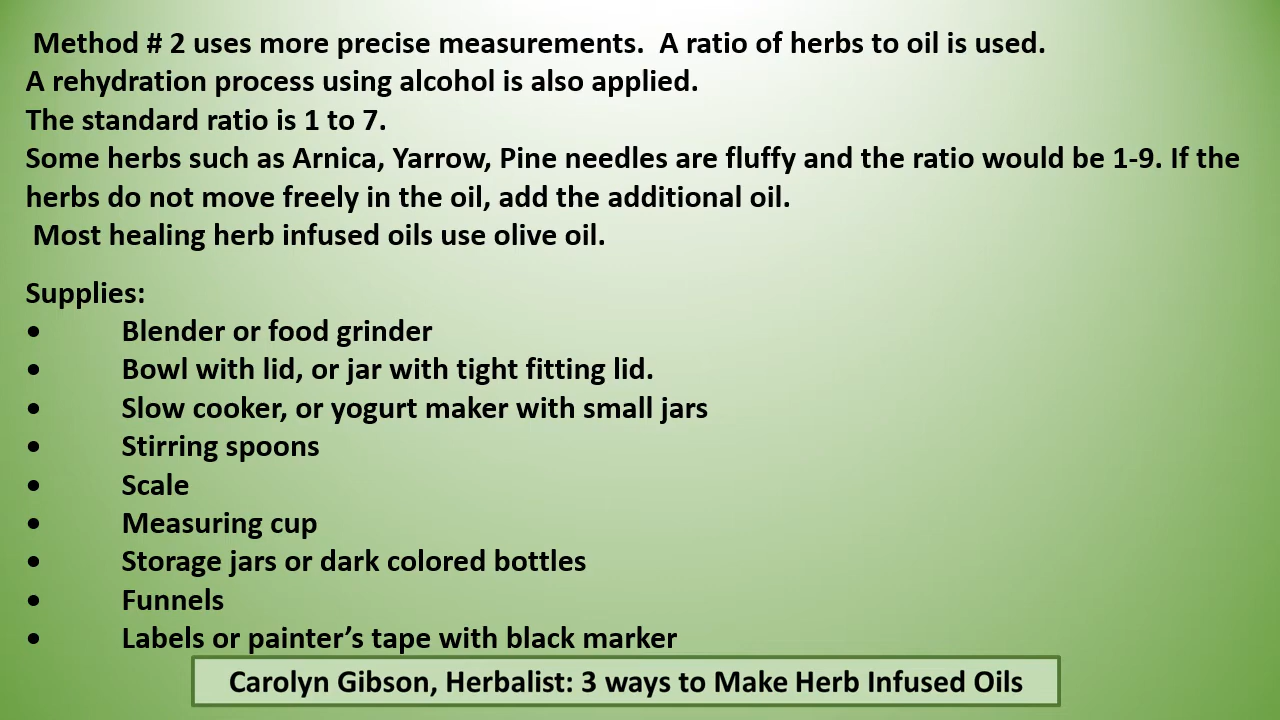 Method # 2 uses more precise measurements.  A ratio of herbs to oil is used.
A rehydration process using alcohol is also applied.
The standard ratio is 1 to 7.
Some herbs such as Arnica, Yarrow, Pine needles are fluffy and the ratio would be 1-9. If the
herbs do not move freely in the oil, add the additional oil.
Most healing herb infused oils use olive oil.
Supplies:
• Blender or food grinder
• Bowl with lid, or jar with tight fitting lid.
• Slow cooker, or yogurt maker with small jars
• Stirring spoons
• Scale
• Measuring cup
• Storage jars or dark colored bottles
• Funnels
• Labels or painter’s tape with black marker
Carolyn Gibson, Herbalist: 3 ways to Make Herb Infused Oils